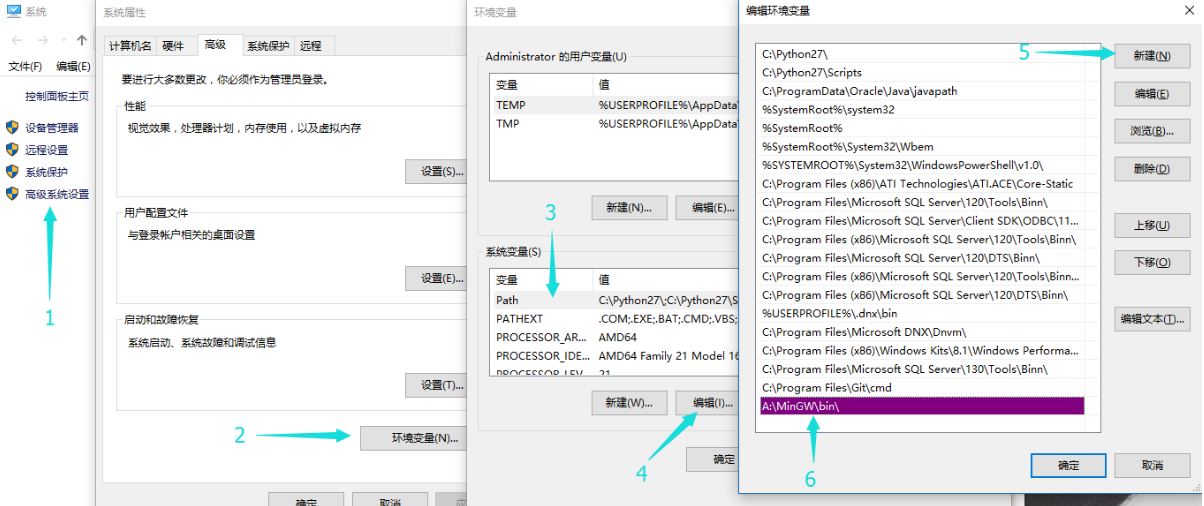 系统
文件(F) 编辑(E)
控制面板主页
设备管理器
远程设置
系统保护
高级系统设置
1
系统属性
计算机名 硬件 高级 系统保护 远程
要进行大多数更改，你必须作为管理员登录。
性能
视觉效果，处理器计划，内存使用，以及虚拟内存
设置(S)...
用户配置文件
与登录帐户相关的桌面设置
设置(E)...
启动和故障恢复
系统启动、系统故障和调试信息
设置(T)...
2
环境变量(N)...
确定 取消
环境变量
Administrator 的用户变量(U)
变量 值
TEMP %USERPROFILE%\AppData\
TMP %USERPROFILE%\AppData\
新建(N)... 编辑(E)...
3
系统变量(S)
变量 值
Path C:\Python27\;C:\Python27\S
PATHEXT .COM;.EXE;.BAT;.CMD;.VBS;
PROCESSOR_AR... AMD64
PROCESSOR_IDE... AMD64 Family 21 Model 16
PROCESSOR_LEV 21
新建(W)... 编辑(I)...
4
确定
编辑环境变量
C:\Python27\
C:\Python27\Scripts
C:\ProgramData\Oracle\Java\javapath
%SystemRoot%\system32
%SystemRoot%
%SystemRoot%\System32\Wbem
%SYSTEMROOT%\System32\WindowsPowerShell\v1.0\
C:\Program Files (x86)\ATI Technologies\ATI.ACE\Core-Static
C:\Program Files\Microsoft SQL Server\120\Tools\Binn\
C:\Program Files\Microsoft SQL Server\Client SDK\ODBC\11...
C:\Program Files (x86)\Microsoft SQL Server\120\Tools\Binn\
C:\Program Files\Microsoft SQL Server\120\DTS\Binn\
C:\Program Files (x86)\Microsoft SQL Server\120\Tools\Binn...
C:\Program Files (x86)\Microsoft SQL Server\120\DTS\Binn\
%USERPROFILE%\.dnx\bin
C:\Program Files\Microsoft DNX\Dnvm\
C:\Program Files (x86)\Windows Kits\8.1\Windows Performa...
C:\Program Files\Microsoft SQL Server\130\Tools\Binn\
C:\Program Files\Git\cmd
A:\MinGW\bin\
6
5
新建(N)
编辑(E)
浏览(B)...
删除(D)
上移(U)
下移(O)
编辑文本(T)...
确定 取消